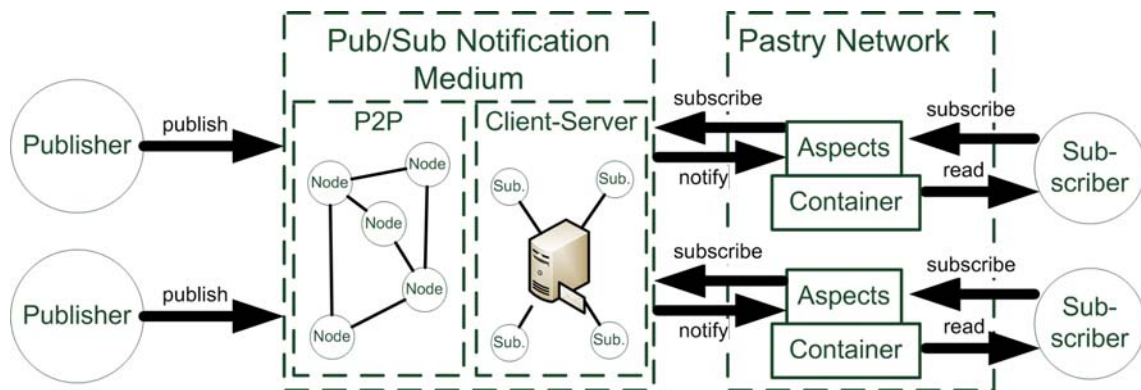 Pub/Sub Notification
Medium
Pastry Network
P2P
Client-Server
Publisher
publish
Node
Node
Node
Node
Node
Sub.
Sub.
Sub.
Sub.
subscribe
notify
Aspects
Container
subscribe
read
Sub-
scriber
Publisher
publish
subscribe
notify
Aspects
Container
subscribe
read
Sub-
scriber